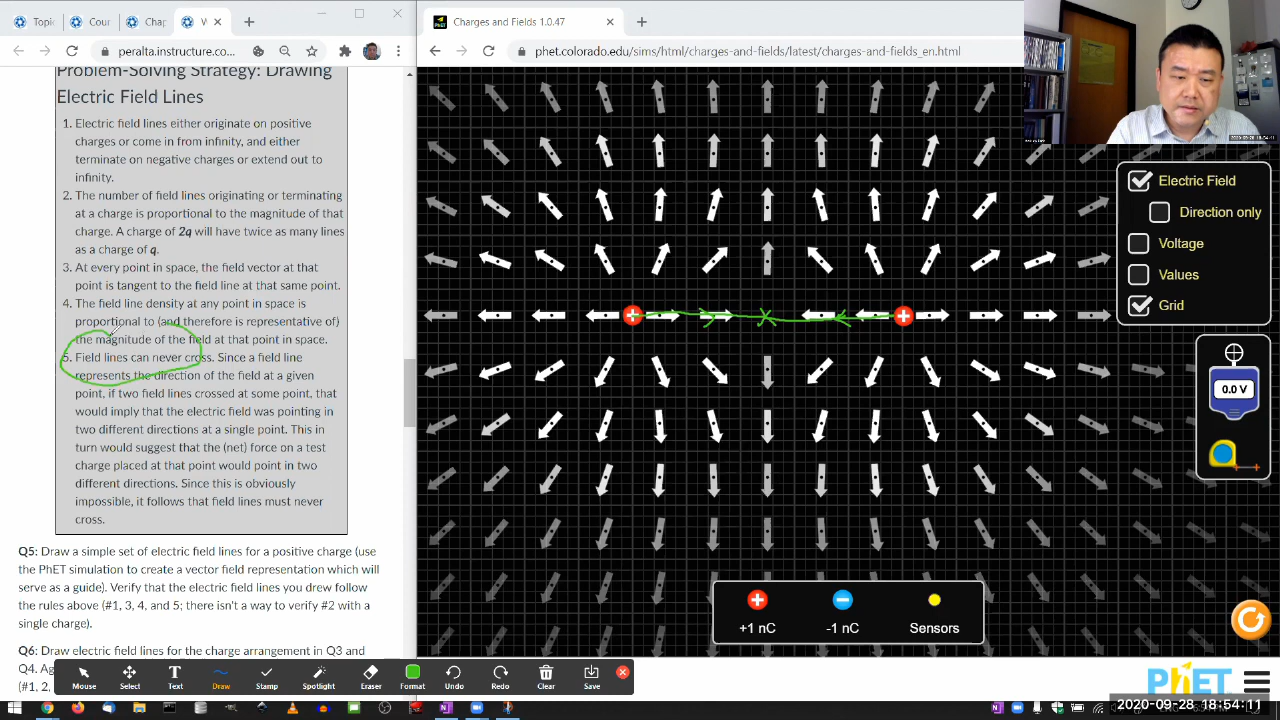 Topic
Cour
Chap
V
Charges and Fields 1.0.47
peralta.instructure.co...
phet.colorado.edu/sims/html/charges-and-fields/latest/charges-and-fields_en.html
Problem-Solving Strategy: Drawing
Electric Field Lines
1. Electric field lines either originate on positive
charges or come in from infinity, and either
terminate on negative charges or extend out to
infinity.
2. The number of field lines originating or terminating
at a charge is proportional to the magnitude of that
charge. A charge of 2q will have twice as many lines
as a charge of q.
3. At every point in space, the field vector at that
point is tangent to the field line at that same point.
4. The field line density at any point in space is
proportional to (and therefore is representative of)
the magnitude of the field at that point in space.
5. Field lines can never cross. Since a field line
represents the direction of the field at a given
point, if two field lines crossed at some point, that
would imply that the electric field was pointing in
two different directions at a single point. This in
turn would suggest that the (net) force on a test
charge placed at that point would point in two
different directions. Since this is obviously
impossible, it follows that field lines must never
cross.
Q5: Draw a simple set of electric field lines for a positive charge (use
the PhET simulation to create a vector field representation which will
serve as a guide). Verify that the electric field lines you drew follow
the rules above (#1, 3, 4, and 5; there isn't a way to verify #2 with a
single charge).
Q6: Draw electric field lines for the charge arrangement in Q3 and
Q4. Ag
(#1, 2,
Electric Field
Direction only
Voltage
Values
Grid
0.0 V
+1 nC
-1 nC
Sensors
Mouse
Select
Text
Draw
Stamp
Spotlight
Eraser
Format
Undo
Redo
Clear
Save
PhET
2020-09-28 18:54:11